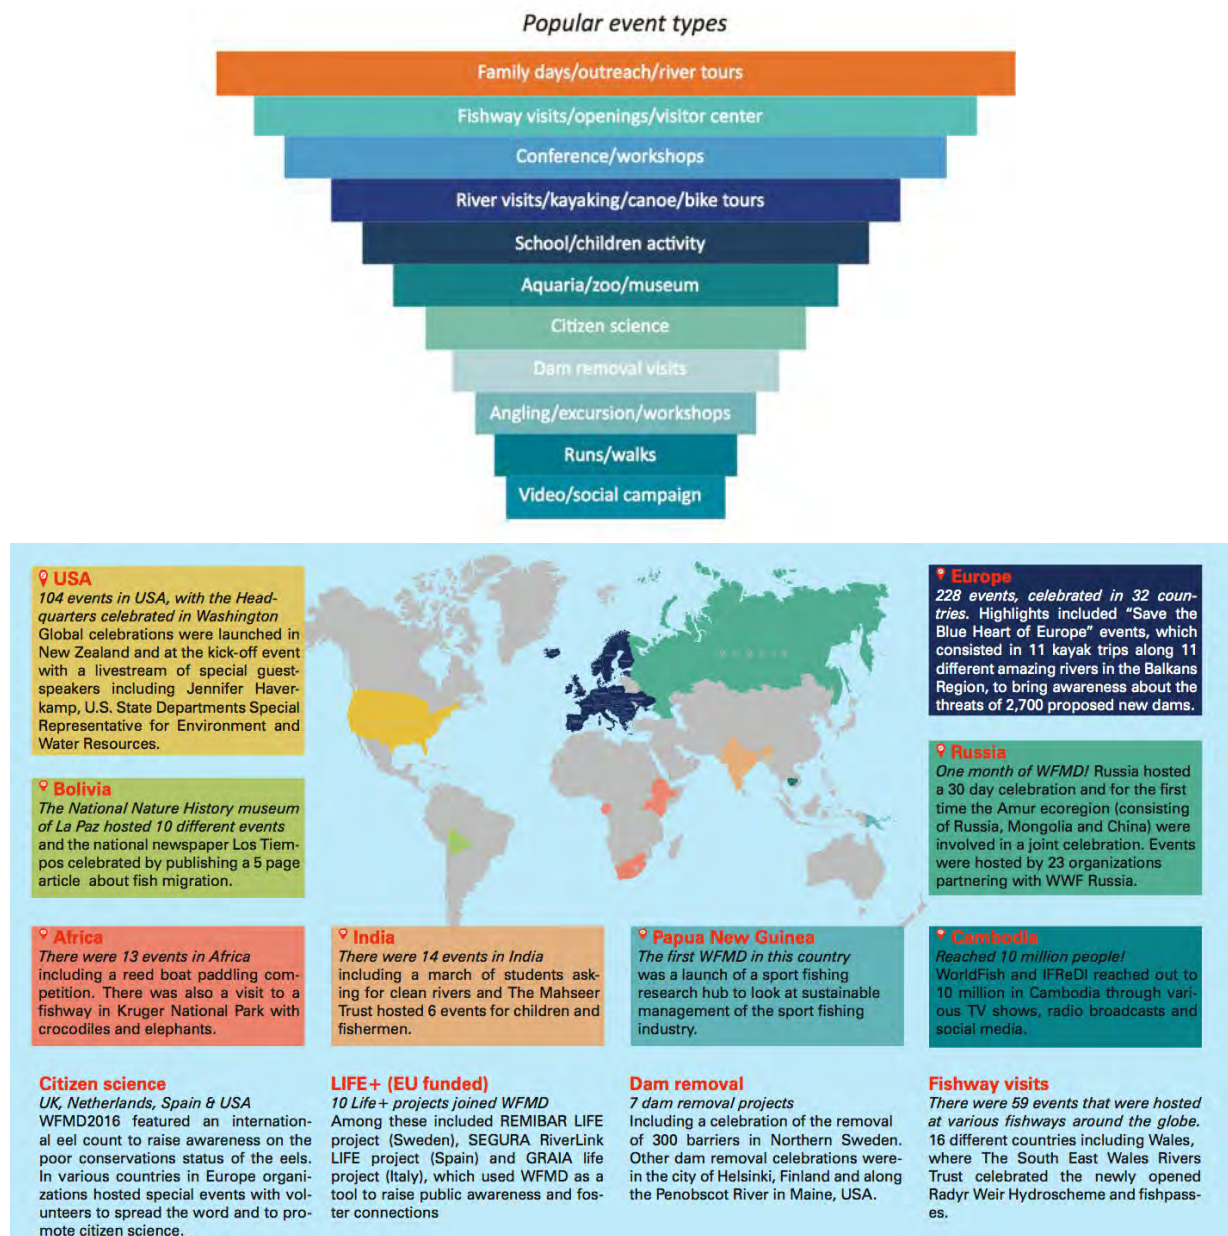 Popular event types
Family days/outreach/river tours
Fishway visits/openings/visitor center
Conference/workshops
River visits/kayaking/canoe/bike tours
School/children activity
Aquaria/zoo/museum
Citizen science
Dam removal visits
Angling/excursion/workshops
Runs/walks
Video/social campaign
USA
104 events in USA, with the Head-
quarters celebrated in Washington
Global celebrations were launched in
New Zealand and at the kick-off event
with a livestream of special guest-
speakers including Jennifer Haver-
kamp, U.S. State Departments Special
Representative for Environment and
Water Resources.
Bolivia
The National Nature History museum
of La Paz hosted 10 different events
and the national newspaper Los Tiem-
pos celebrated by publishing a 5 page
article about fish migration.
Europe
228 events, celebrated in 32 coun-
tries. Highlights included “Save the
Blue Heart of Europe” events, which
consisted in 11 kayak trips along 11
different amazing rivers in the Balkans
Region, to bring awareness about the
threats of 2,700 proposed new dams.
Russia
One month of WFMD! Russia hosted
a 30 day celebration and for the first
time the Amur ecoregion (consisting
of Russia, Mongolia and China) were
involved in a joint celebration. Events
were hosted by 23 organizations
partnering with WWF Russia.
Africa
There were 13 events in Africa
including a reed boat paddling com-
petition. There was also a visit to a
fishway in Kruger National Park with
crocodiles and elephants.
India
There were 14 events in India
including a march of students ask-
ing for clean rivers and The Mahseer
Trust hosted 6 events for children and
fishermen.
Papua New Guinea
The first WFMD in this country
was a launch of a sport fishing
research hub to look at sustainable
management of the sport fishing
industry.
Cambodia
Reached 10 million people!
WorldFish and IFReDI reached out to
10 million in Cambodia through vari-
ous TV shows, radio broadcasts and
social media.
Citizen science
UK, Netherlands, Spain & USA
WFMD2016 featured an internation-
al eel count to raise awareness on the
poor conservations status of the eels.
In various countries in Europe organi-
zations hosted special events with vol-
unteers to spread the word and to pro-
mote citizen science.
LIFE+ (EU funded)
10 Life+ projects joined WFMD
Among these included REMIBAR LIFE
project (Sweden), SEGURA RiverLink
LIFE project (Spain) and GRAIA life
project (Italy), which used WFMD as a
tool to raise public awareness and fos-
ter connections
Dam removal
7 dam removal projects
Including a celebration of the removal
of 300 barriers in Northern Sweden.
Other dam removal celebrations were-
in the city of Helsinki, Finland and along
the Penobscot River in Maine, USA.
Fishway visits
There were 59 events that were hosted
at various fishways around the globe.
16 different countries including Wales,
where The South East Wales Rivers
Trust celebrated the newly opened
Radyr Weir Hydroscheme and fishpass-
es.